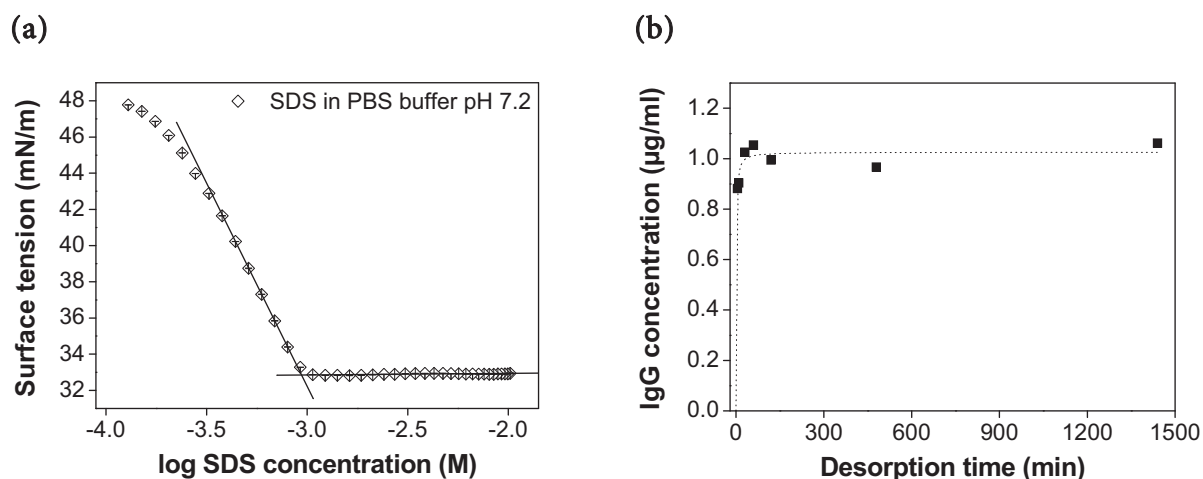 (a)
48
46
44
42
40
38
36
34
32
Surface tension (mN/m)
SDS in PBS buffer pH 7.2
-4.0 -3.5 -3.0 -2.5 -2.0
log SDS concentration (M)
(b)
1.2
1.0
0.8
0.6
0.4
0.2
0.0
IgG concentration (µg/ml)
0 300 600 900 1200 1500
Desorption time (min)